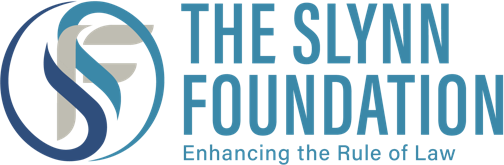 THE SLYNN
FOUNDATION
Enhancing the Rule of Law